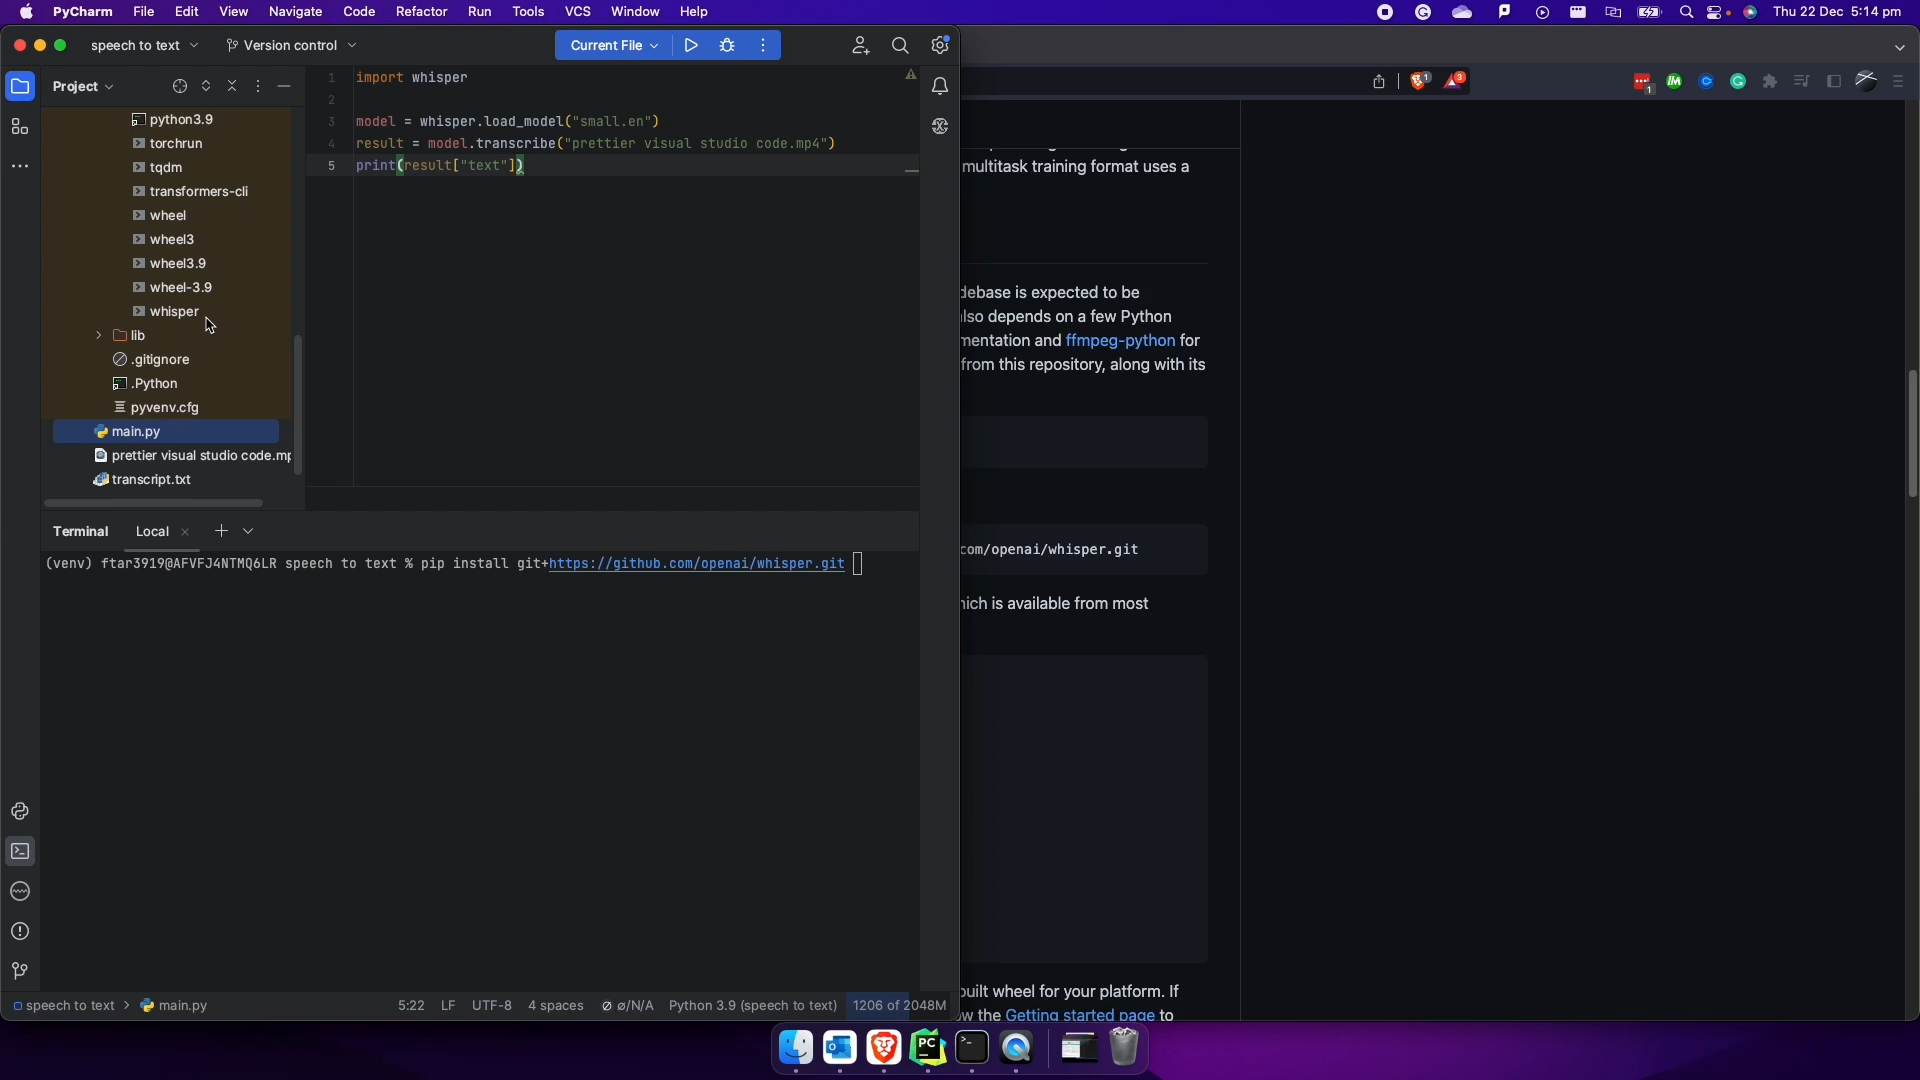 PyCharm File Edit View Navigate Code Refactor Run Tools VCS Window Help
Thu 22 Dec 5:14 pm
speech to text
Version control
Current File
Project
python3.9
torchrun
tqdm
transformers-cli
wheel
wheel3
wheel3.9
wheel-3.9
whisper
lib
.gitignore
.Python
pyvenv.cfg
main.py
prettier visual studio code.mp
transcript.txt
1 import whisper
2
3 model = whisper.load_model("small.en")
4 result = model.transcribe("prettier visual studio code.mp4")
5 print(result["text"])
1
3
1
multitask training format uses a
debase is expected to be
lso depends on a few Python
mentation and ffmpeg-python for
from this repository, along with its
com/openai/whisper.git
hich is available from most
built wheel for your platform. If
w the Getting started page to
Terminal Local
(venv) ftar3919@AFVFJ4NTMQ6LR speech to text % pip install git+https://github.com/openai/whisper.git
speech to text > main.py
5:22 LF UTF-8 4 spaces ø/N/A Python 3.9 (speech to text) 1206 of 2048M
PC